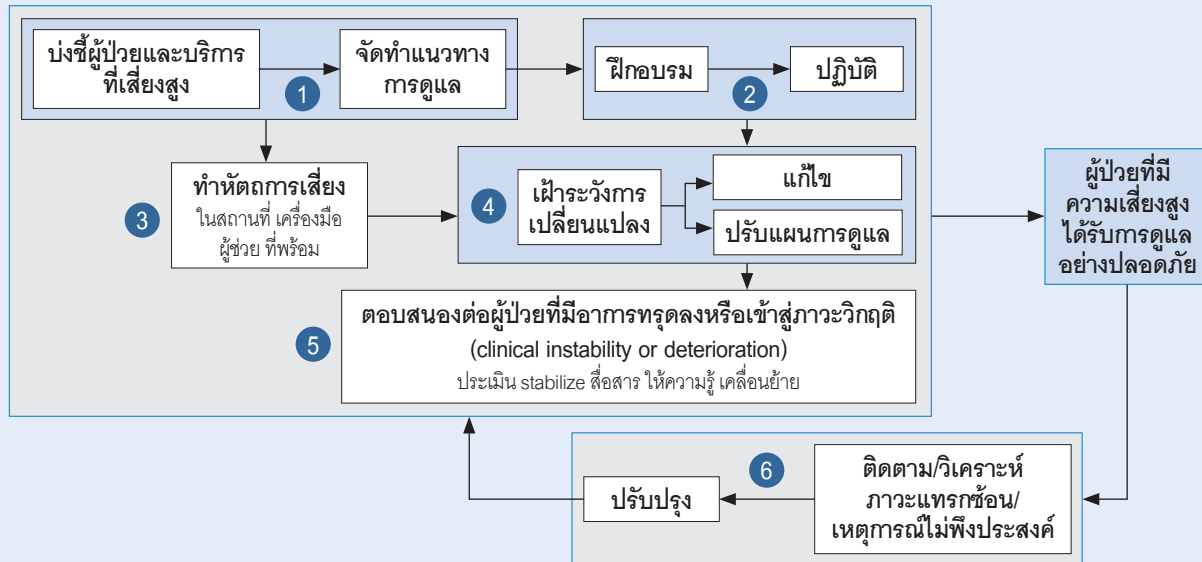 บ่งชี้ผู้ป่วยและบริการ
ที่เสี่ยงสูง
1
จัดทำแนวทาง
การดูแล
ฝึกอบรม
2
ปฏิบัติ
3
ทำหัตถการเสี่ยง
ในสถานที่ เครื่องมือ
ผู้ช่วย ที่พร้อม
4
เฝ้าระวังการ
เปลี่ยนแปลง
แก้ไข
ปรับแผนการดูแล
ผู้ป่วยที่มี
ความเสี่ยงสูง
ได้รับการดูแล
อย่างปลอดภัย
5
ตอบสนองต่อผู้ป่วยที่มีอาการทรุดลงหรือเข้าสู่ภาวะวิกฤติ
(clinical instability or deterioration)
ประเมิน stabilize สื่อสาร ให้ความรู้ เคลื่อนย้าย
ปรับปรุง
6
ติดตาม/วิเคราะห์
ภาวะแทรกซ้อน/
เหตุการณ์ไม่พึงประสงค์